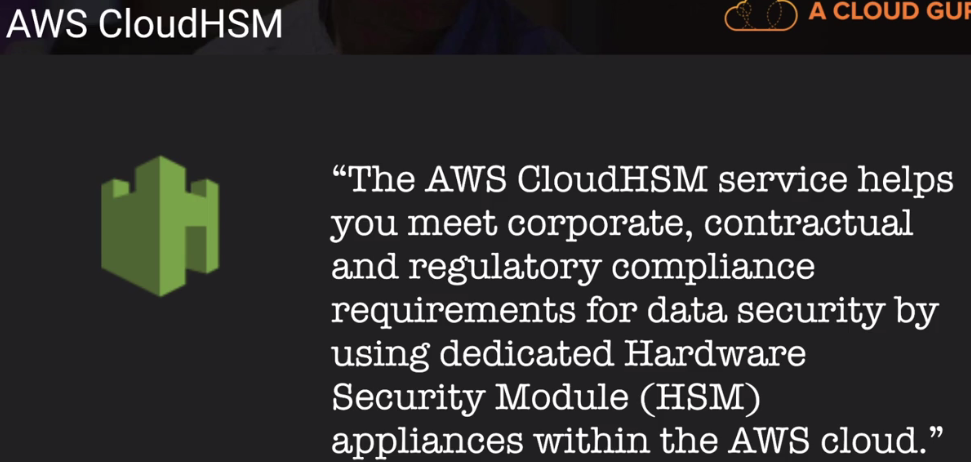 AWS CloudHSM
A CLOUD
“The AWS CloudHSM service helps
you meet corporate, contractual
and regulatory compliance
requirements for data security by
using dedicated Hardware
Security Module (HSM)
appliances within the AWS cloud.”